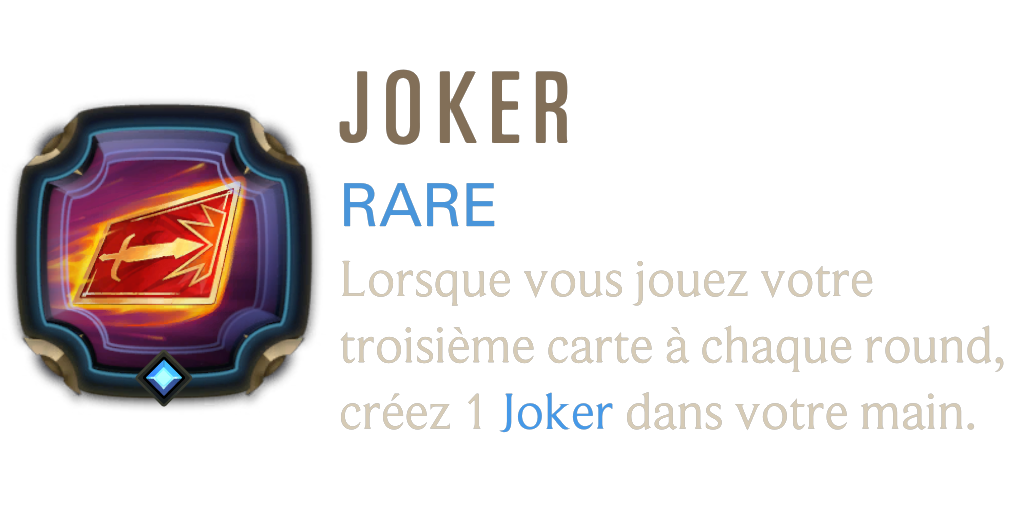 JOKER
RARE
Lorsque vous jouez votre
troisième carte à chaque round,
créez 1 Joker dans votre main.